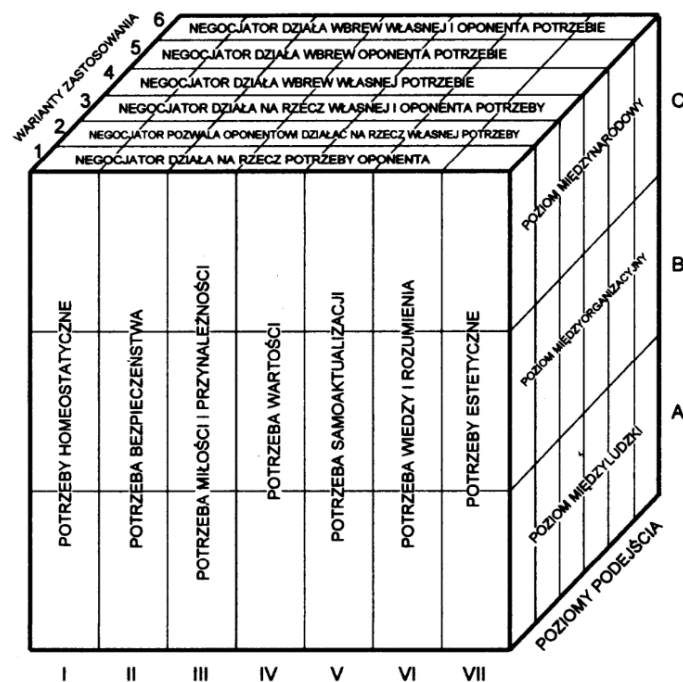 WARIANTY ZASTOSOWANIA
6
NEGOCJATOR DZIAŁA WBREW WŁASNEJ I OPONENTA POTRZEBIE
5
NEGOCJATOR DZIAŁA WBREW OPONENTA POTRZEBIE
4
NEGOCJATOR DZIAŁA WBREW WŁASNEJ POTRZEBIE
3
NEGOCJATOR DZIAŁA NA RZECZ WŁASNEJ I OPONENTA POTRZEBY
2
NEGOCJATOR POZWALA OPONENTOWI DZIAŁAĆ NA RZECZ WŁASNEJ POTRZEBY
1
NEGOCJATOR DZIAŁA NA RZECZ POTRZEBY OPONENTA
POTRZEBY HOMEOSTATYCZNE
POTRZEBA BEZPIECZEŃSTWA
POTRZEBA MIŁOŚCI I PRZYNALEŻNOŚCI
POTRZEBA WARTOŚCI
POTRZEBA SAMOAKTUALIZACJI
POTRZEBA WIEDZY I ROZUMIENIA
POTRZEBY ESTETYCZNE
POZIOM MIĘDZYNARODOWY
C
POZIOM MIĘDZYORGANIZACYJNY
B
POZIOM MIĘDZYLUDZKI
A
POZIOMY PODEJŚCIA
I II III IV V VI VII